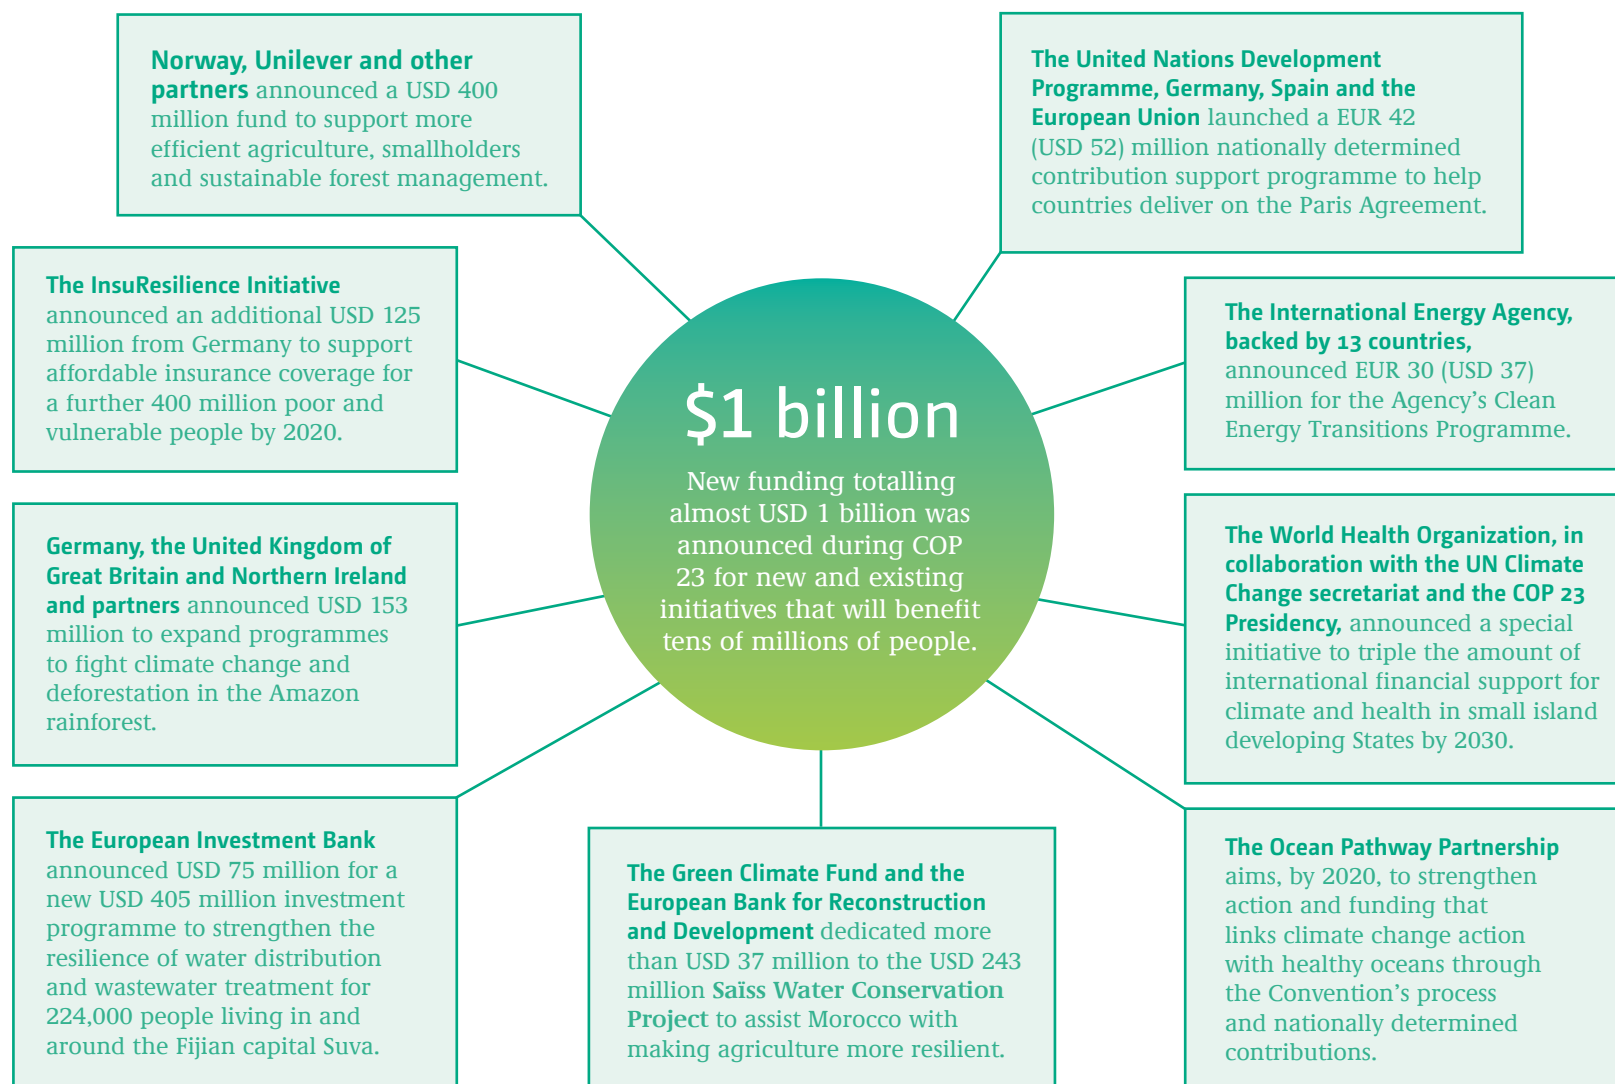 Norway, Unilever and other
partners announced a USD 400
million fund to support more
efficient agriculture, smallholders
and sustainable forest management.
The United Nations Development
Programme, Germany, Spain and the
European Union launched a EUR 42
(USD 52) million nationally determined
contribution support programme to help
countries deliver on the Paris Agreement.
The InsuResilience Initiative
announced an additional USD 125
million from Germany to support
affordable insurance coverage for
a further 400 million poor and
vulnerable people by 2020.
The International Energy Agency,
backed by 13 countries,
announced EUR 30 (USD 37)
million for the Agency’s Clean
Energy Transitions Programme.
$1 billion
New funding totalling
almost USD 1 billion was
announced during COP
23 for new and existing
initiatives that will benefit
tens of millions of people.
Germany, the United Kingdom of
Great Britain and Northern Ireland
and partners announced USD 153
million to expand programmes
to fight climate change and
deforestation in the Amazon
rainforest.
The World Health Organization, in
collaboration with the UN Climate
Change secretariat and the COP 23
Presidency, announced a special
initiative to triple the amount of
international financial support for
climate and health in small island
developing States by 2030.
The European Investment Bank
announced USD 75 million for a
new USD 405 million investment
programme to strengthen the
resilience of water distribution
and wastewater treatment for
224,000 people living in and
around the Fijian capital Suva.
The Green Climate Fund and the
European Bank for Reconstruction
and Development dedicated more
than USD 37 million to the USD 243
million Saïss Water Conservation
Project to assist Morocco with
making agriculture more resilient.
The Ocean Pathway Partnership
aims, by 2020, to strengthen
action and funding that
links climate change action
with healthy oceans through
the Convention’s process
and nationally determined
contributions.